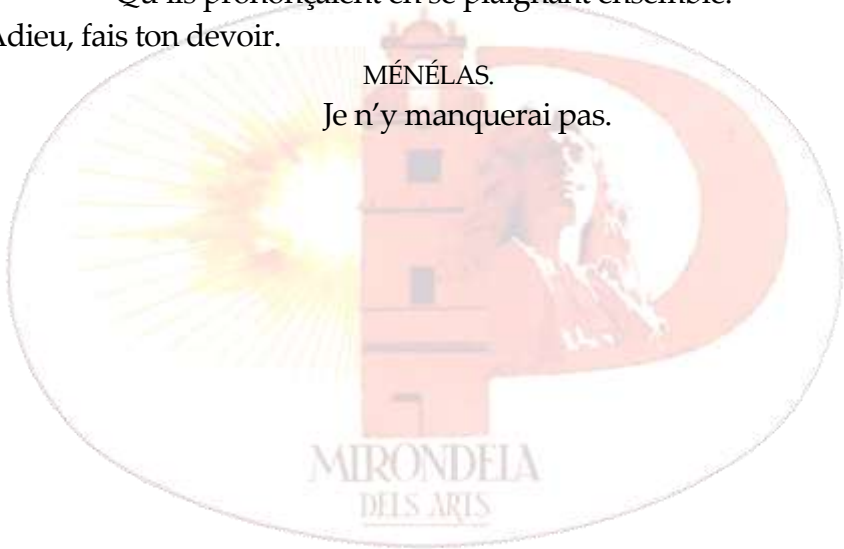 Qu'ils prononçaient en se plaignant ensemble.
Adieu, fais ton devoir.
MÉNÉLAS.
Je n'y manquerai pas.
MIRONDELA
DELS ARTS